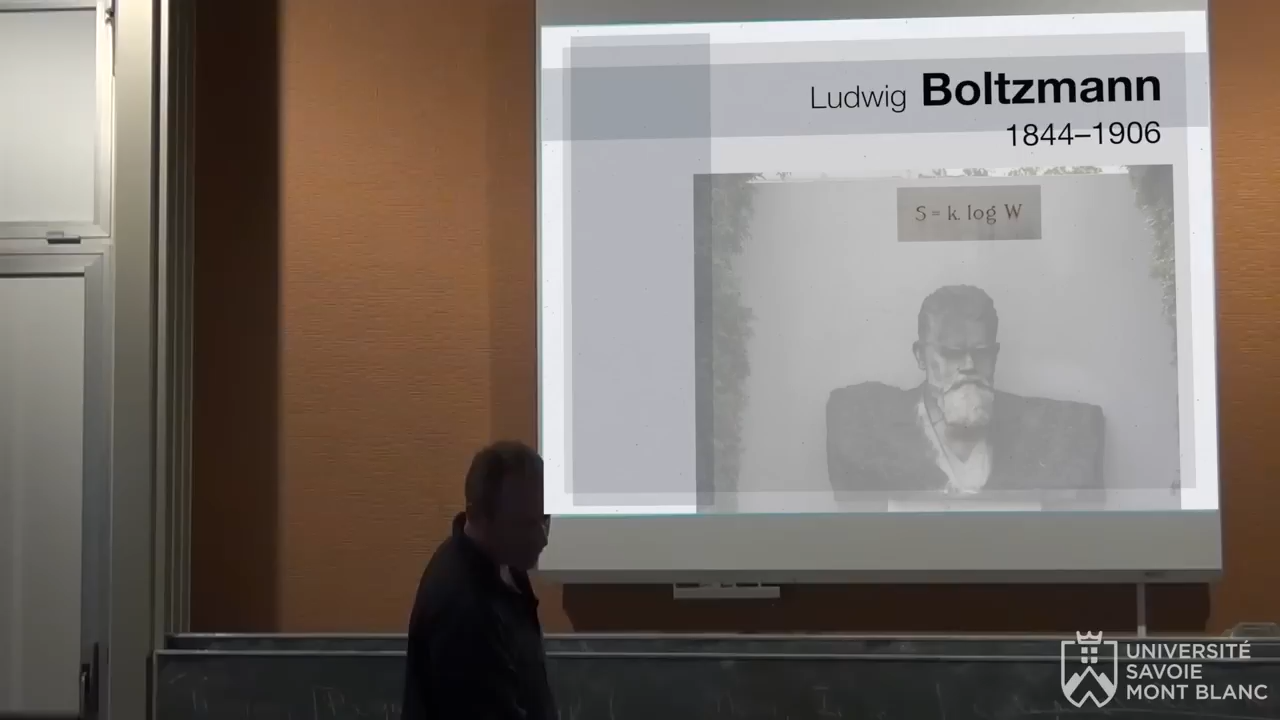 Ludwig Boltzmann
1844–1906
S = k. log W
UNIVERSITÉ
SAVOIE
MONT BLANC